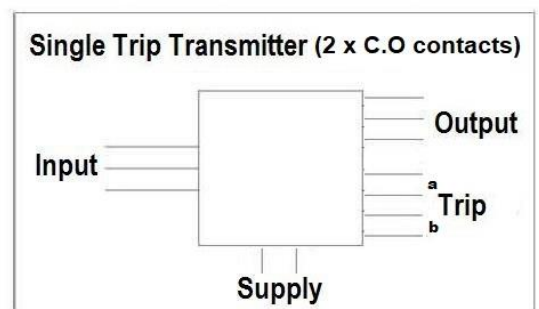 Single Trip Transmitter (2 x C.O contacts)
Output
Input
a
Trip
b
Supply